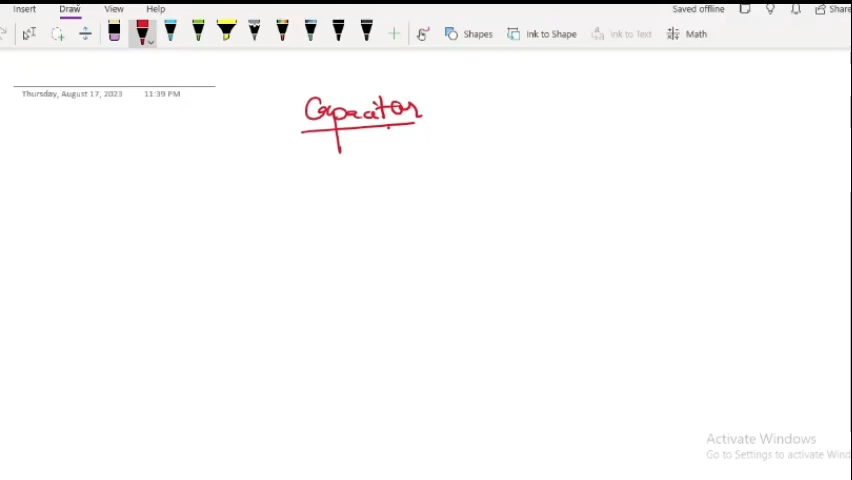 Insert Draw View Help Saved offline Share
Shapes Ink to Shape Ink to Text Math
Thursday, August 17, 2023 11:39 PM
Capacitor
Activate Windows
Go to Settings to activate Wind